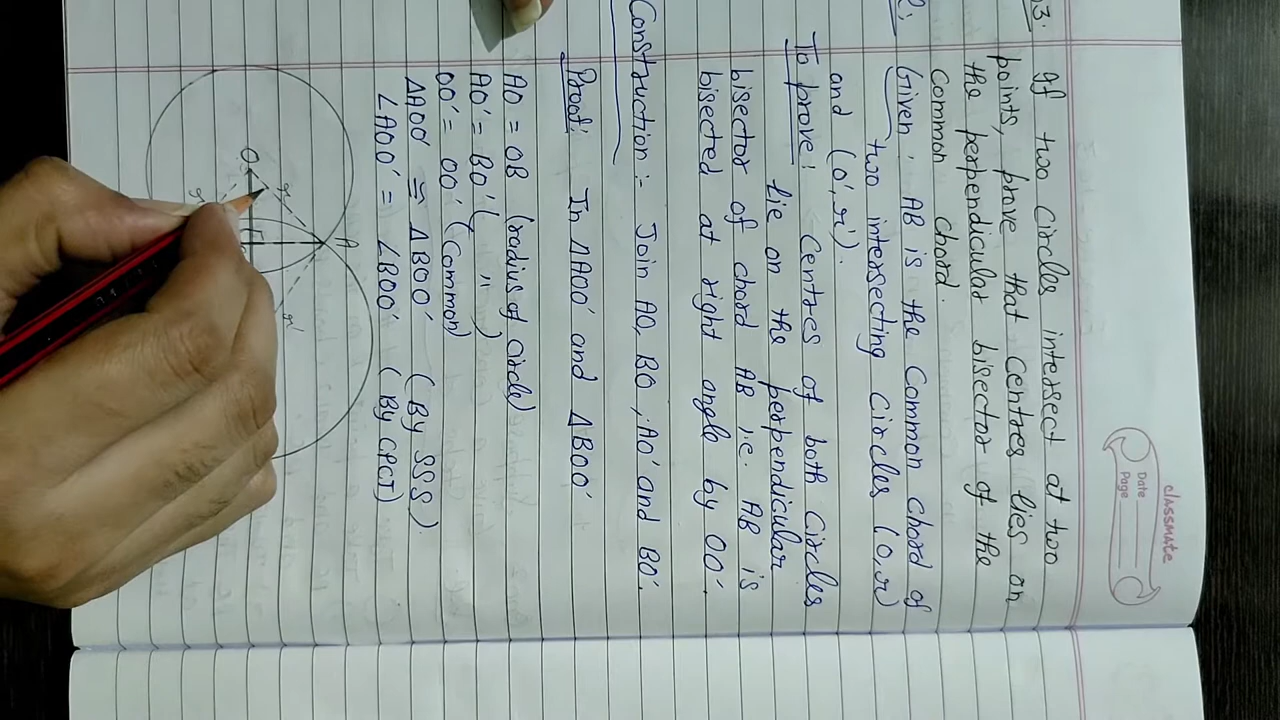 classmate
Date
Page
3. If two circles intersect at two
points, prove that centres lies on
the perpendicular bisector of the
common chord.
Given: AB is the common chord of
two intersecting circles (O, r)
and (O', r').
To prove: Centres of both circles
lie on the perpendicular
bisector of chord AB i.e. AB is
bisected at right angle by OO'.
Construction:- Join AO, BO, AO' and BO'.
Proof: In ΔAOO' and ΔBOO'
AO = OB (radius of circle)
AO' = BO' ( " )
OO' = OO' (Common)
ΔAOO' ≅ ΔBOO' (By SSS).
∠AOO' = ∠BOO' (By CPCT)
A
r
r'
O